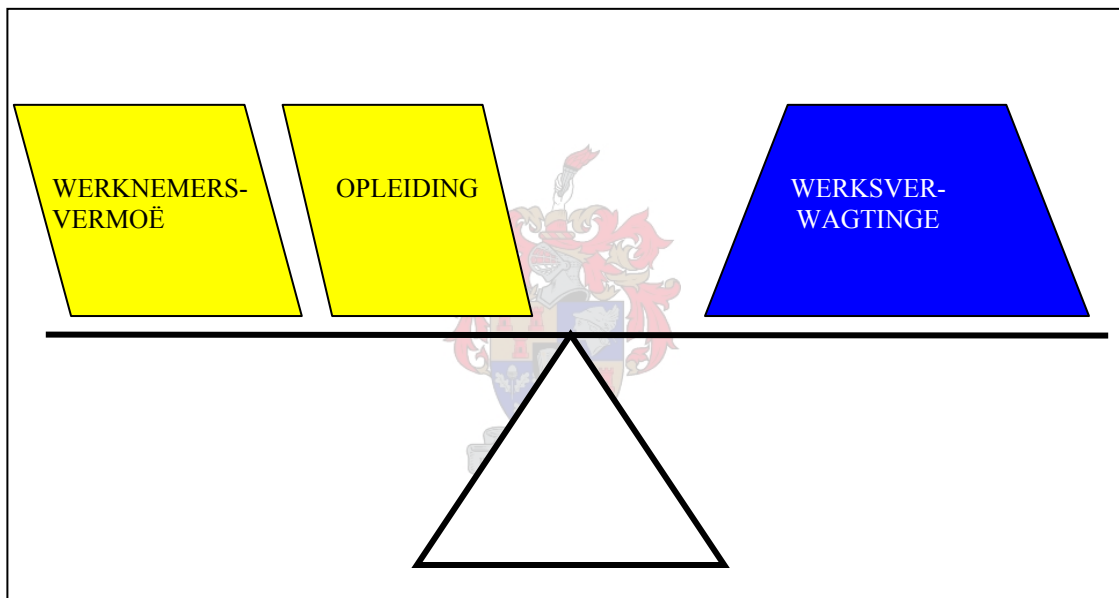 WERKNEMERS-
VERMOË
OPLEIDING
WERKSVER-
WAGTINGE